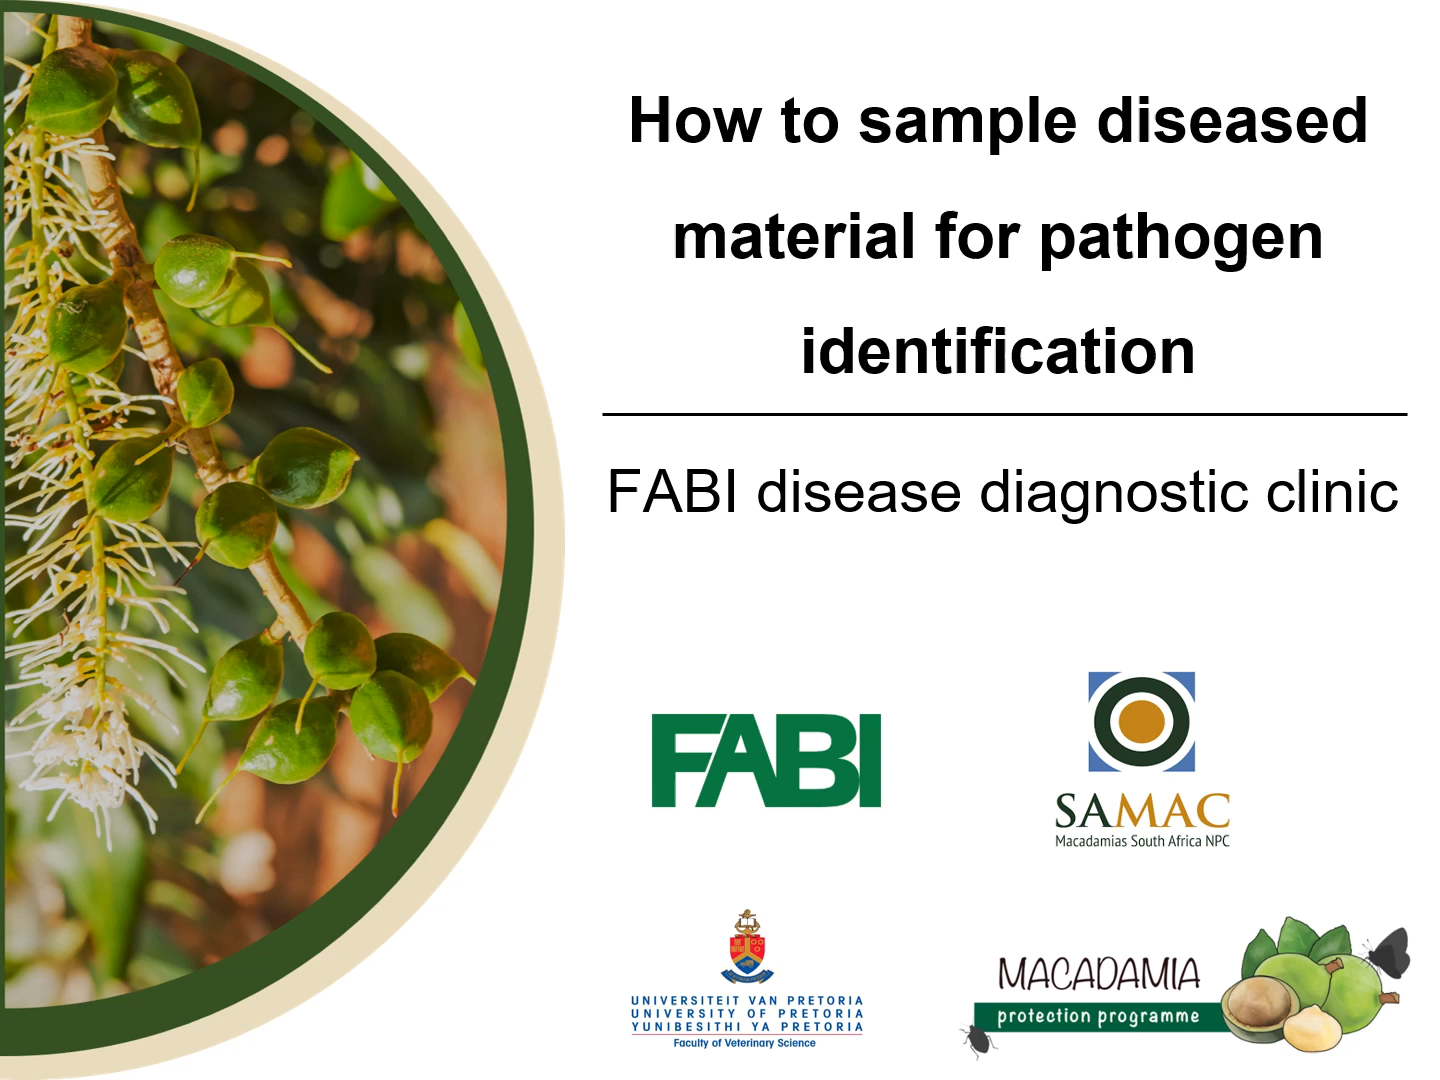 How to sample diseased
material for pathogen
identification
FABI disease diagnostic clinic
FABI
SAMAC
Macadamias South Africa NPC
UNIVERSITEIT VAN PRETORIA
UNIVERSITY OF PRETORIA
YUNIBESITHI YA PRETORIA
Faculty of Veterinary Science
MACADAMIA
protection programme